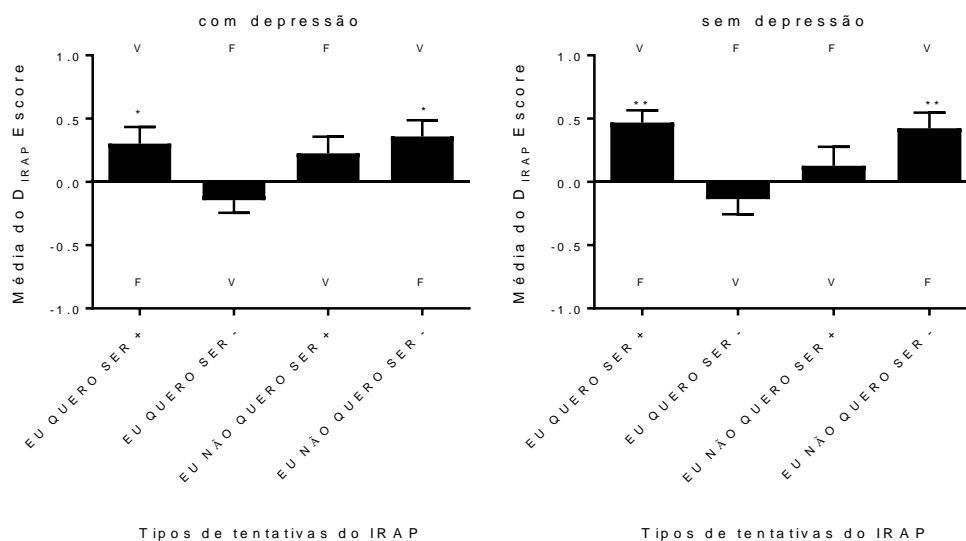 com depressão
V F F V
1.0
0.5
0.0
-0.5
-1.0
Média do D IRAP Escore
* *
F V V F
EU QUERO SER +
EU QUERO SER -
EU NÃO QUERO SER +
EU NÃO QUERO SER -
Tipos de tentativas do IRAP
sem depressão
V F F V
1.0
0.5
0.0
-0.5
-1.0
Média do D IRAP Escore
** **
F V V F
EU QUERO SER +
EU QUERO SER -
EU NÃO QUERO SER +
EU NÃO QUERO SER -
Tipos de tentativas do IRAP